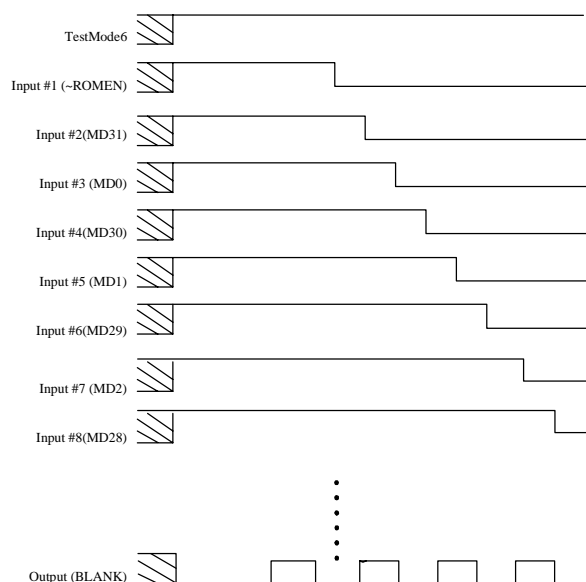 TestMode6
Input #1 (~ROMEN)
Input #2(MD31)
Input #3 (MD0)
Input #4(MD30)
Input #5 (MD1)
Input #6(MD29)
Input #7 (MD2)
Input #8(MD28)
Output (BLANK)